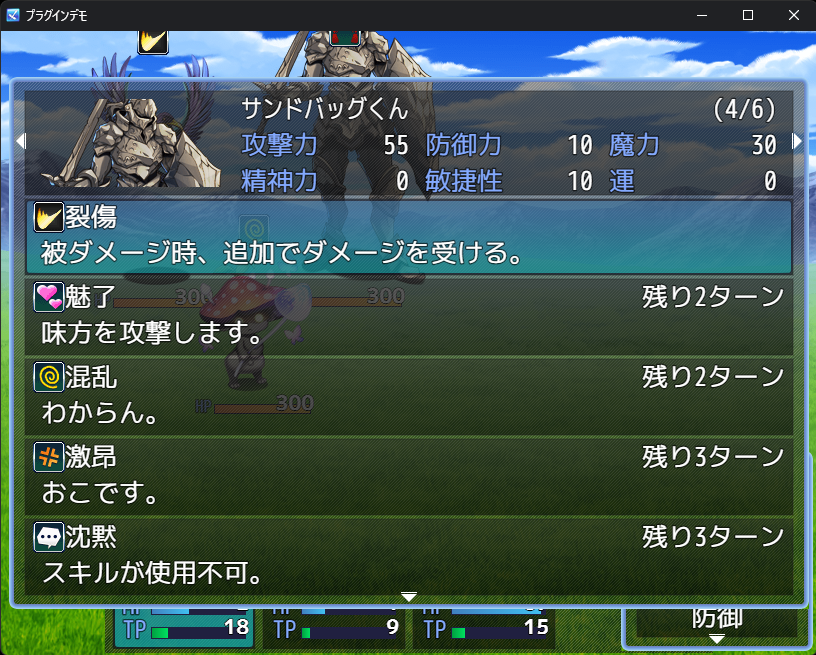 プラグインデモ
サンドバッグくん (4/6)
攻撃力 55 防御力 10 魔力 30
精神力 0 敏捷性 10 運 0
裂傷
被ダメージ時、追加でダメージを受ける。
魅了 残り2ターン
味方を攻撃します。
混乱 残り2ターン
わからん。
激昂 残り3ターン
おこです。
沈黙 残り3ターン
スキルが使用不可。
300
300
HP 300
TP 18 TP 9 TP 15
防御